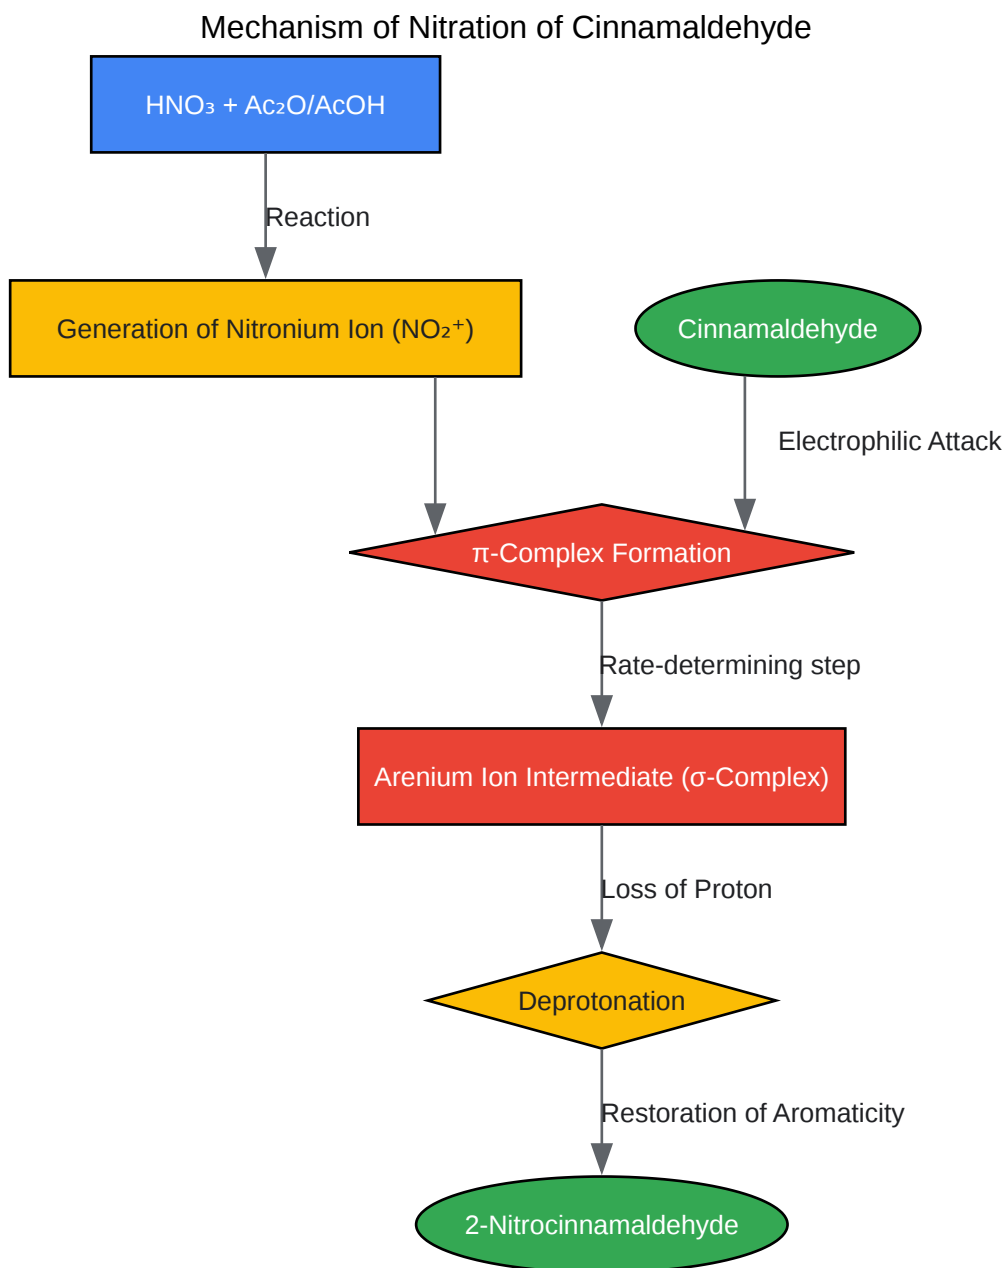 Mechanism of Nitration of Cinnamaldehyde
HNO₃ + Ac₂O/AcOH
Reaction
Generation of Nitronium Ion (NO₂⁺)
Cinnamaldehyde
Electrophilic Attack
π-Complex Formation
Rate-determining step
Arenium Ion Intermediate (σ-Complex)
Loss of Proton
Deprotonation
Restoration of Aromaticity
2-Nitrocinnamaldehyde